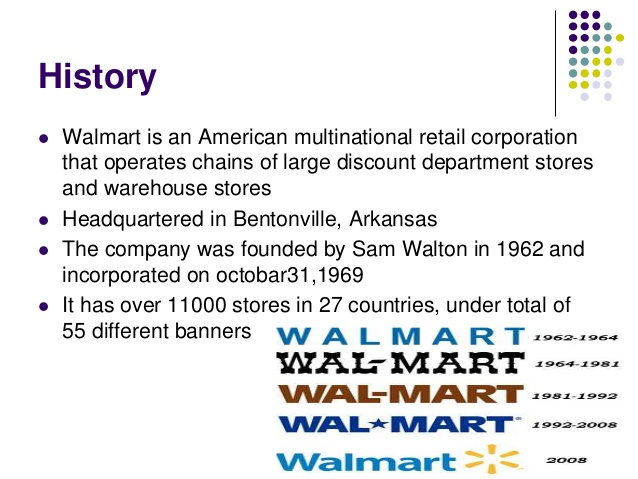 History
Walmart is an American multinational retail corporation
that operates chains of large discount department stores
and warehouse stores
Headquartered in Bentonville, Arkansas
The company was founded by Sam Walton in 1962 and
incorporated on octobar31,1969
It has over 11000 stores in 27 countries, under total of
55 different banners
WALMART 1962-1964
WAL-MART 1964-1981
WAL-MART 1981-1992
WAL★MART® 1992-2008
Walmart 2008